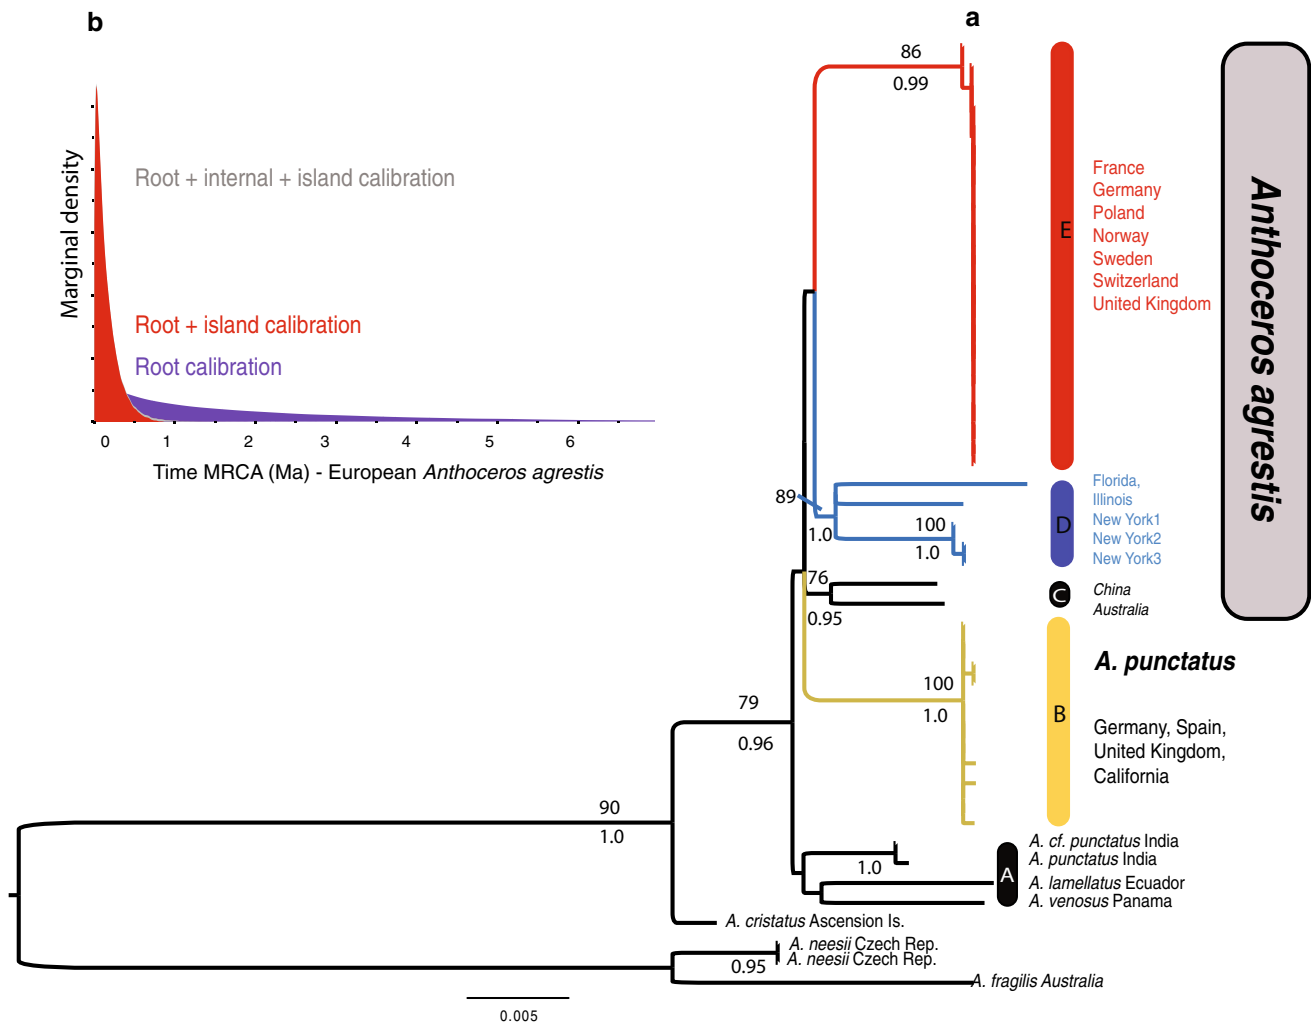 b
Marginal density
Root + internal + island calibration
Root + island calibration
Root calibration
0 1 2 3 4 5 6
Time MRCA (Ma) - European Anthoceros agrestis
a
86
0.99
E
France
Germany
Poland
Norway
Sweden
Switzerland
United Kingdom
Anthoceros agrestis
89
1.0
100
1.0
D
Florida,
Illinois
New York1
New York2
New York3
76
0.95
C
China
Australia
A. punctatus
100
1.0
B
Germany, Spain,
United Kingdom,
California
79
0.96
90
1.0
1.0
A
A. cf. punctatus India
A. punctatus India
A. lamellatus Ecuador
A. venosus Panama
A. cristatus Ascension Is.
A. neesii Czech Rep.
A. neesii Czech Rep.
0.95
A. fragilis Australia
0.005